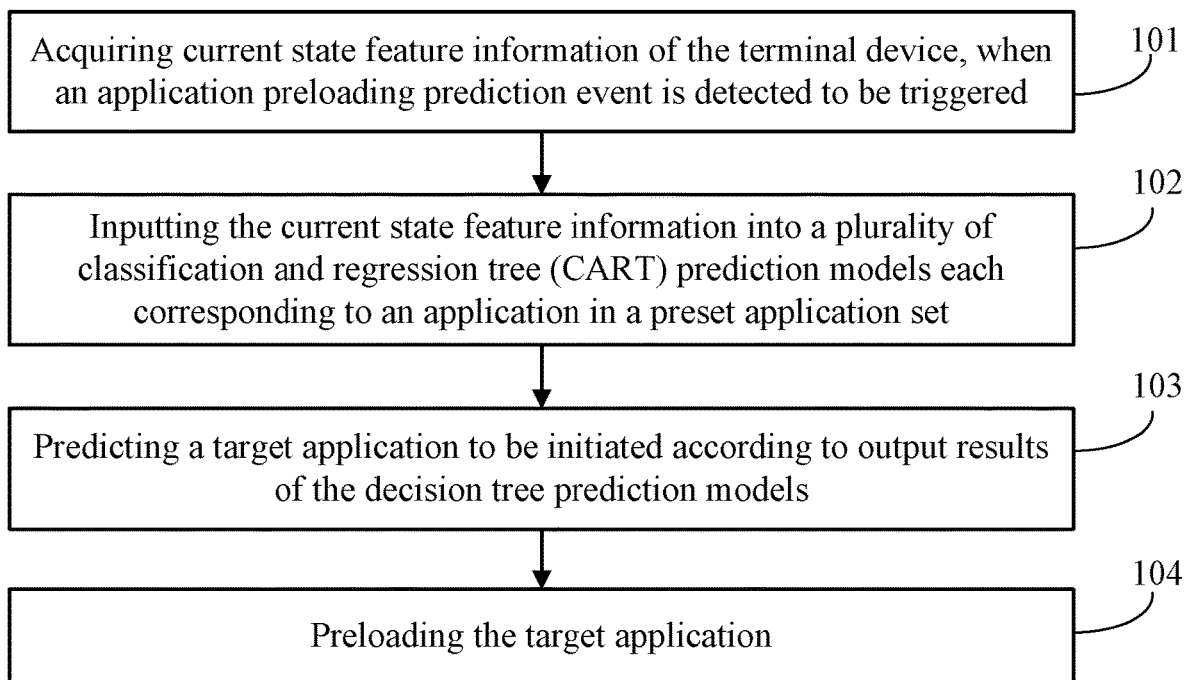 Acquiring current state feature information of the terminal device, when
an application preloading prediction event is detected to be triggered
101
Inputting the current state feature information into a plurality of
classification and regression tree (CART) prediction models each
corresponding to an application in a preset application set
102
Predicting a target application to be initiated according to output results
of the decision tree prediction models
103
Preloading the target application
104